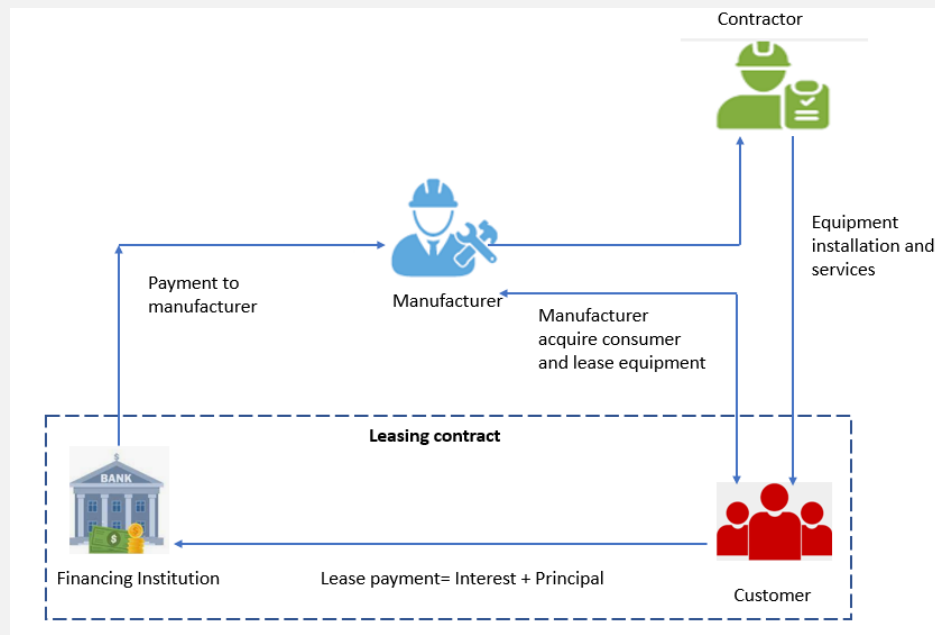 Contractor
Equipment
installation and
services
Payment to
manufacturer
Manufacturer
Manufacturer
acquire consumer
and lease equipment
Leasing contract
$
BANK
$
$
Financing Institution
Lease payment= Interest + Principal
Customer